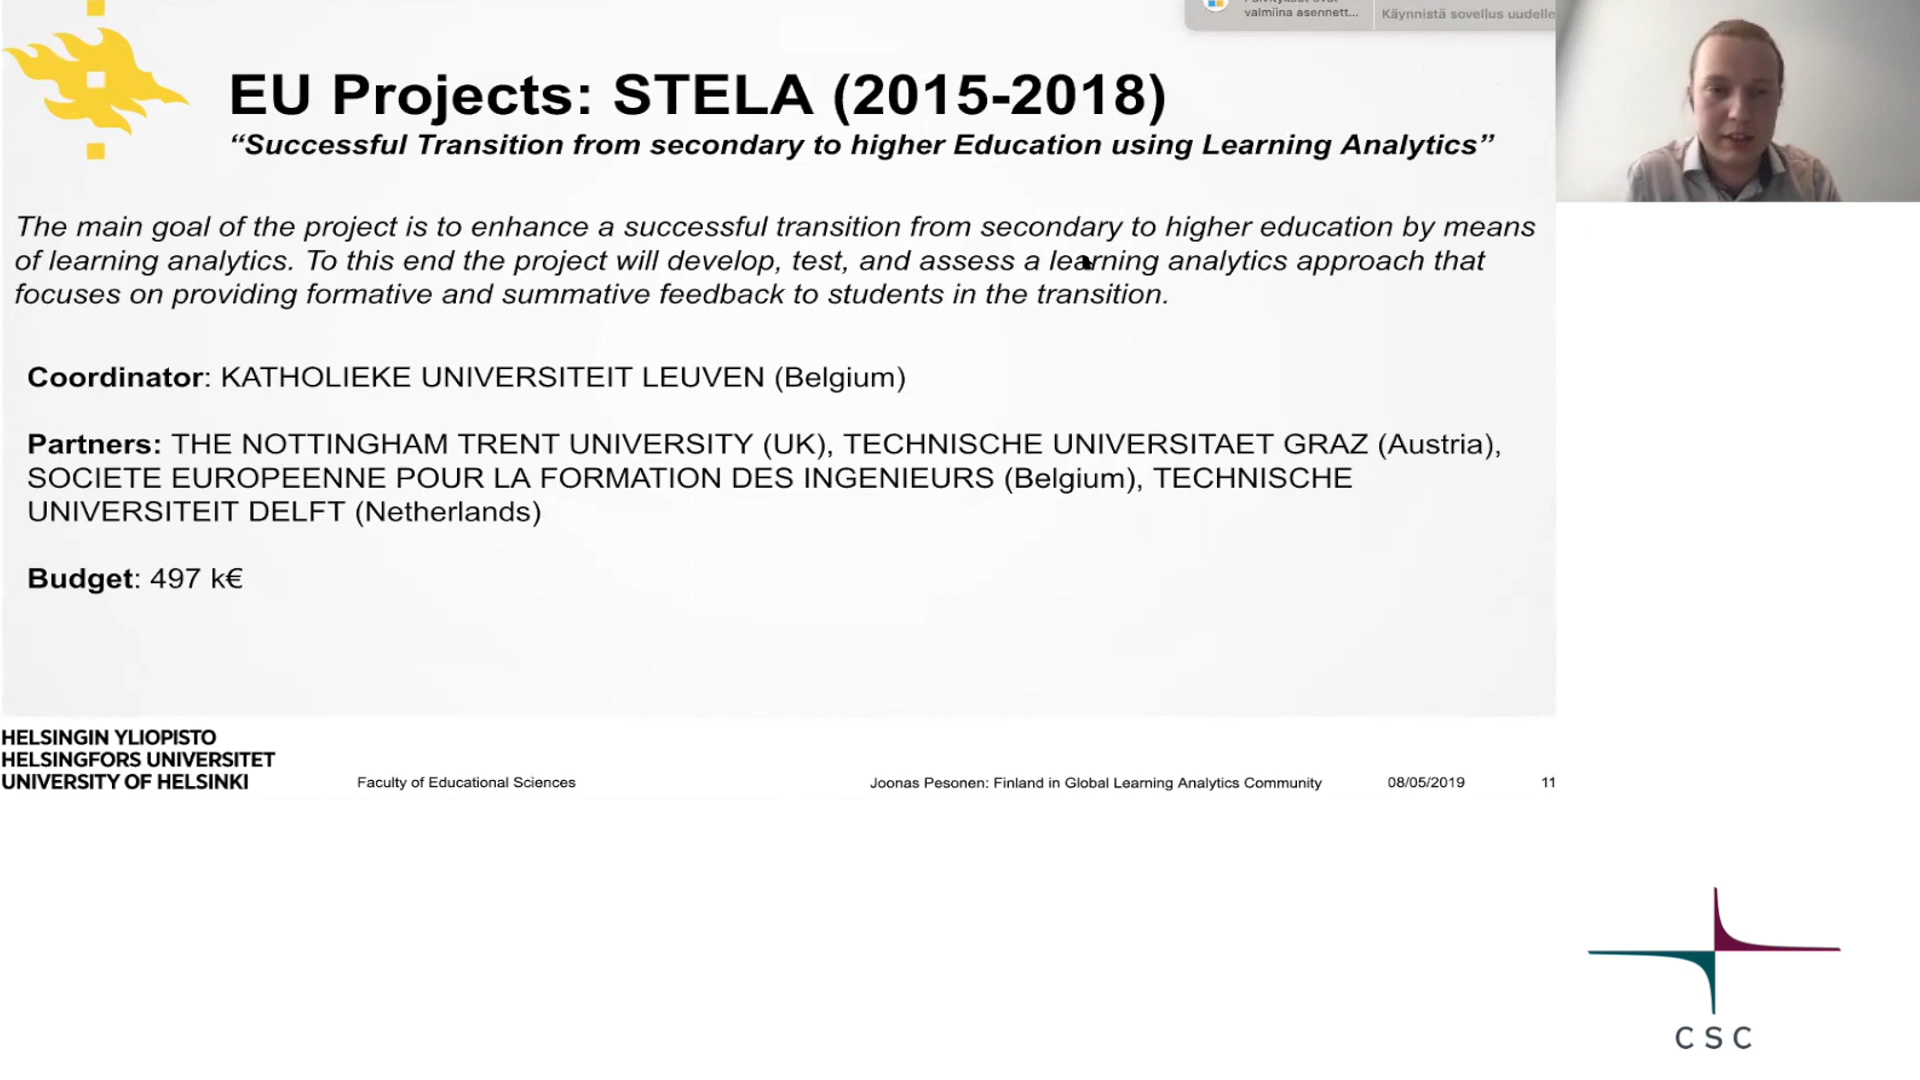 valmiina asennett...
Käynnistä sovellus uudelle
EU Projects: STELA (2015-2018)
“Successful Transition from secondary to higher Education using Learning Analytics”
The main goal of the project is to enhance a successful transition from secondary to higher education by means
of learning analytics. To this end the project will develop, test, and assess a learning analytics approach that
focuses on providing formative and summative feedback to students in the transition.
Coordinator: KATHOLIEKE UNIVERSITEIT LEUVEN (Belgium)
Partners: THE NOTTINGHAM TRENT UNIVERSITY (UK), TECHNISCHE UNIVERSITAET GRAZ (Austria),
SOCIETE EUROPEENNE POUR LA FORMATION DES INGENIEURS (Belgium), TECHNISCHE
UNIVERSITEIT DELFT (Netherlands)
Budget: 497 k€
HELSINGIN YLIOPISTO
HELSINGFORS UNIVERSITET
UNIVERSITY OF HELSINKI
Faculty of Educational Sciences
Joonas Pesonen: Finland in Global Learning Analytics Community
08/05/2019
11
CSC